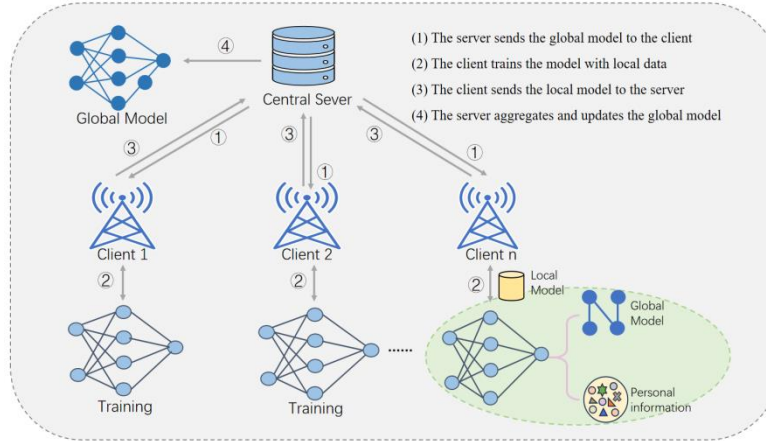 ④
(1) The server sends the global model to the client
(2) The client trains the model with local data
(3) The client sends the local model to the server
(4) The server aggregates and updates the global model
Global Model
Central Sever
③
①
③
①
③
①
Client 1
Client 2
Client n
②
②
②
Local
Model
Global
Model
......
Personal
information
Training
Training